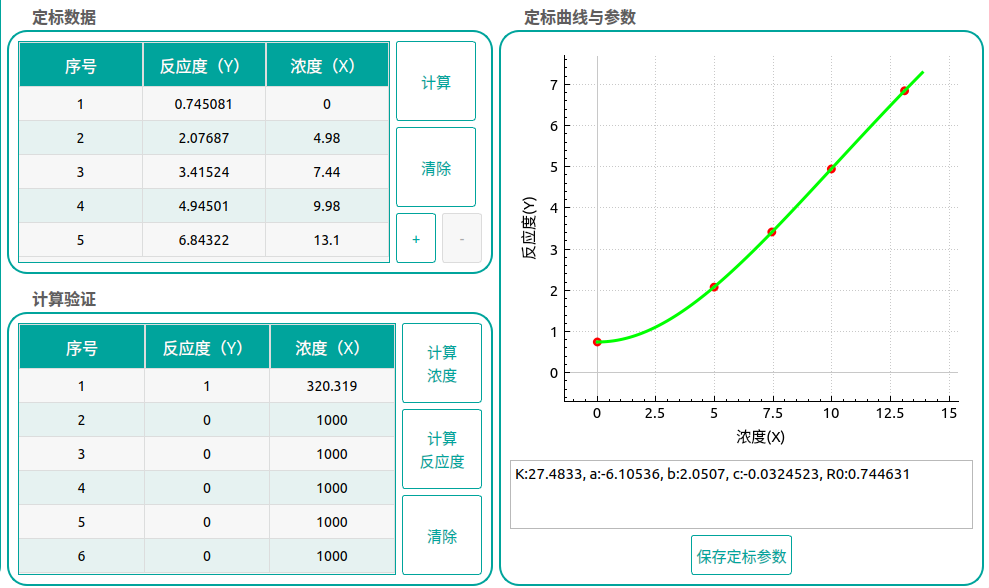 定标数据
序号 反应度（Y） 浓度（X）
1 0.745081 0
2 2.07687 4.98
3 3.41524 7.44
4 4.94501 9.98
5 6.84322 13.1
计算
清除
+ -
计算验证
序号 反应度（Y） 浓度（X）
1 1 320.319
2 0 1000
3 0 1000
4 0 1000
5 0 1000
6 0 1000
计算
浓度
计算
反应度
清除
定标曲线与参数
反应度(Y)
7
6
5
4
3
2
1
0
0 2.5 5 7.5 10 12.5 15
浓度(X)
K:27.4833, a:-6.10536, b:2.0507, c:-0.0324523, R0:0.744631
保存定标参数